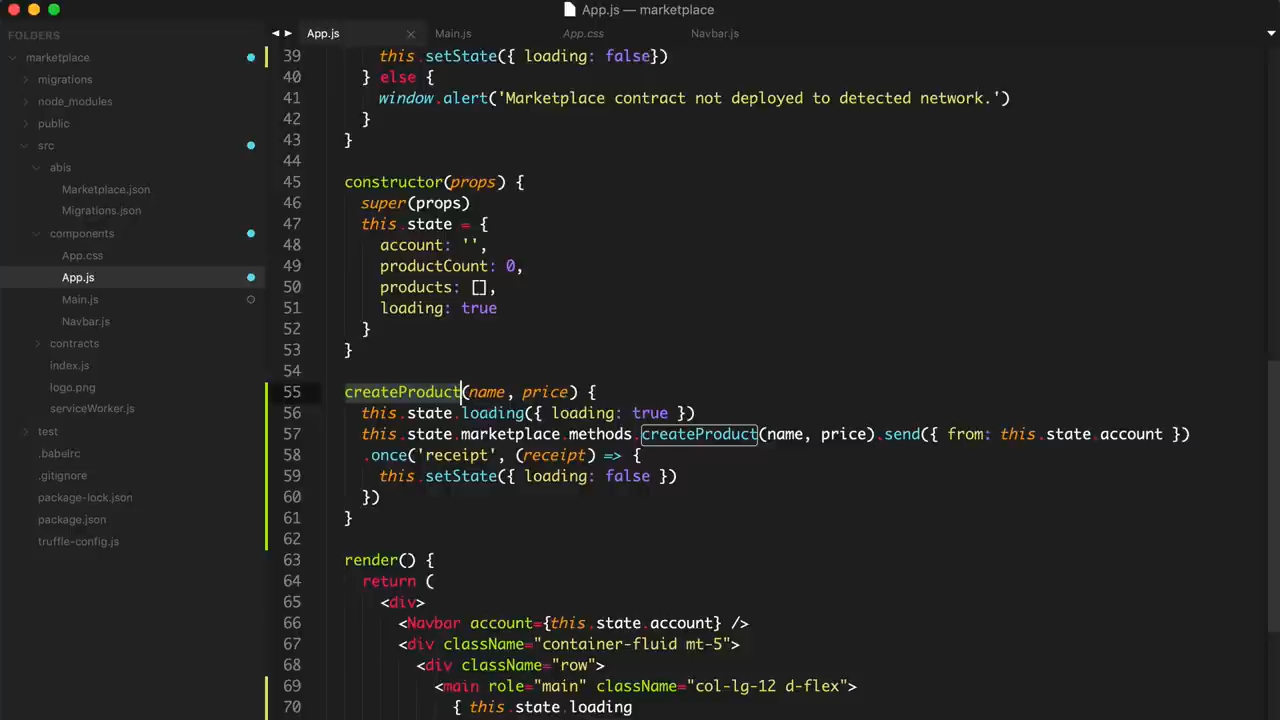 App.js — marketplace
FOLDERS
marketplace
migrations
node_modules
public
src
abis
Marketplace.json
Migrations.json
components
App.css
App.js
Main.js
Navbar.js
contracts
index.js
logo.png
serviceWorker.js
test
.babelrc
.gitignore
package-lock.json
package.json
truffle-config.js
App.js × Main.js App.css Navbar.js
39 this.setState({ loading: false})
40 } else {
41 window.alert('Marketplace contract not deployed to detected network.')
42 }
43 }
44
45 constructor(props) {
46 super(props)
47 this.state = {
48 account: '',
49 productCount: 0,
50 products: [],
51 loading: true
52 }
53 }
54
55 createProduct(name, price) {
56 this.state.loading({ loading: true })
57 this.state.marketplace.methods.createProduct(name, price).send({ from: this.state.account })
58 .once('receipt', (receipt) => {
59 this.setState({ loading: false })
60 })
61 }
62
63 render() {
64 return (
65 <div>
66 <Navbar account={this.state.account} />
67 <div className="container-fluid mt-5">
68 <div className="row">
69 <main role="main" className="col-lg-12 d-flex">
70 { this.state.loading